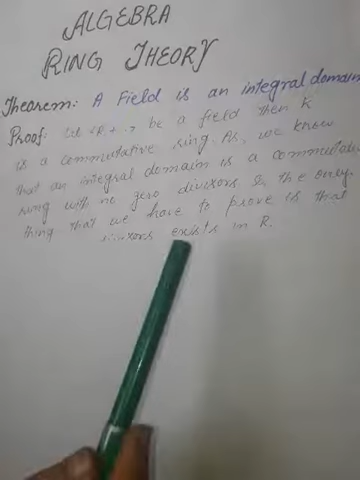 ALGEBRA
RING THEORY
Theorem: A Field is an integral domain
Proof: Let <R + .> be a field then R
is a commutative ring. As, we know
that an integral domain is a commutative
ring with no zero divisors So the only
thing that we have to prove is that
divisors exists in R.